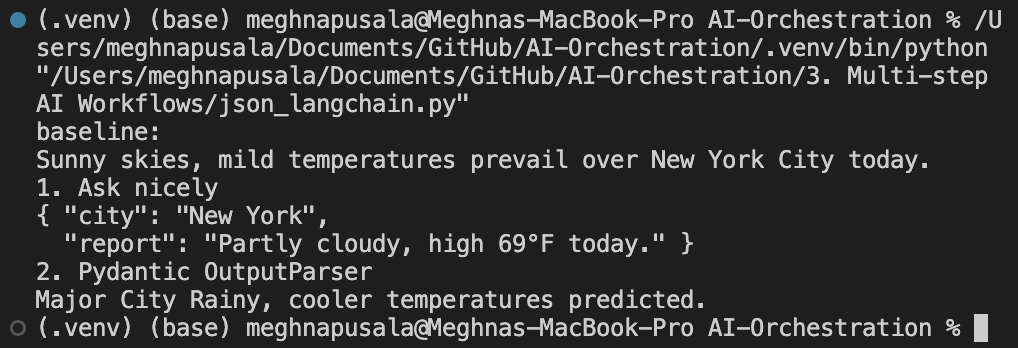 (.venv) (base) meghnapusala@Meghnas-MacBook-Pro AI-Orchestration % /U
sers/meghnapusala/Documents/GitHub/AI-Orchestration/.venv/bin/python
"/Users/meghnapusala/Documents/GitHub/AI-Orchestration/3. Multi-step
AI Workflows/json_langchain.py"
baseline:
Sunny skies, mild temperatures prevail over New York City today.
1. Ask nicely
{ "city": "New York",
  "report": "Partly cloudy, high 69°F today." }
2. Pydantic OutputParser
Major City Rainy, cooler temperatures predicted.
(.venv) (base) meghnapusala@Meghnas-MacBook-Pro AI-Orchestration %